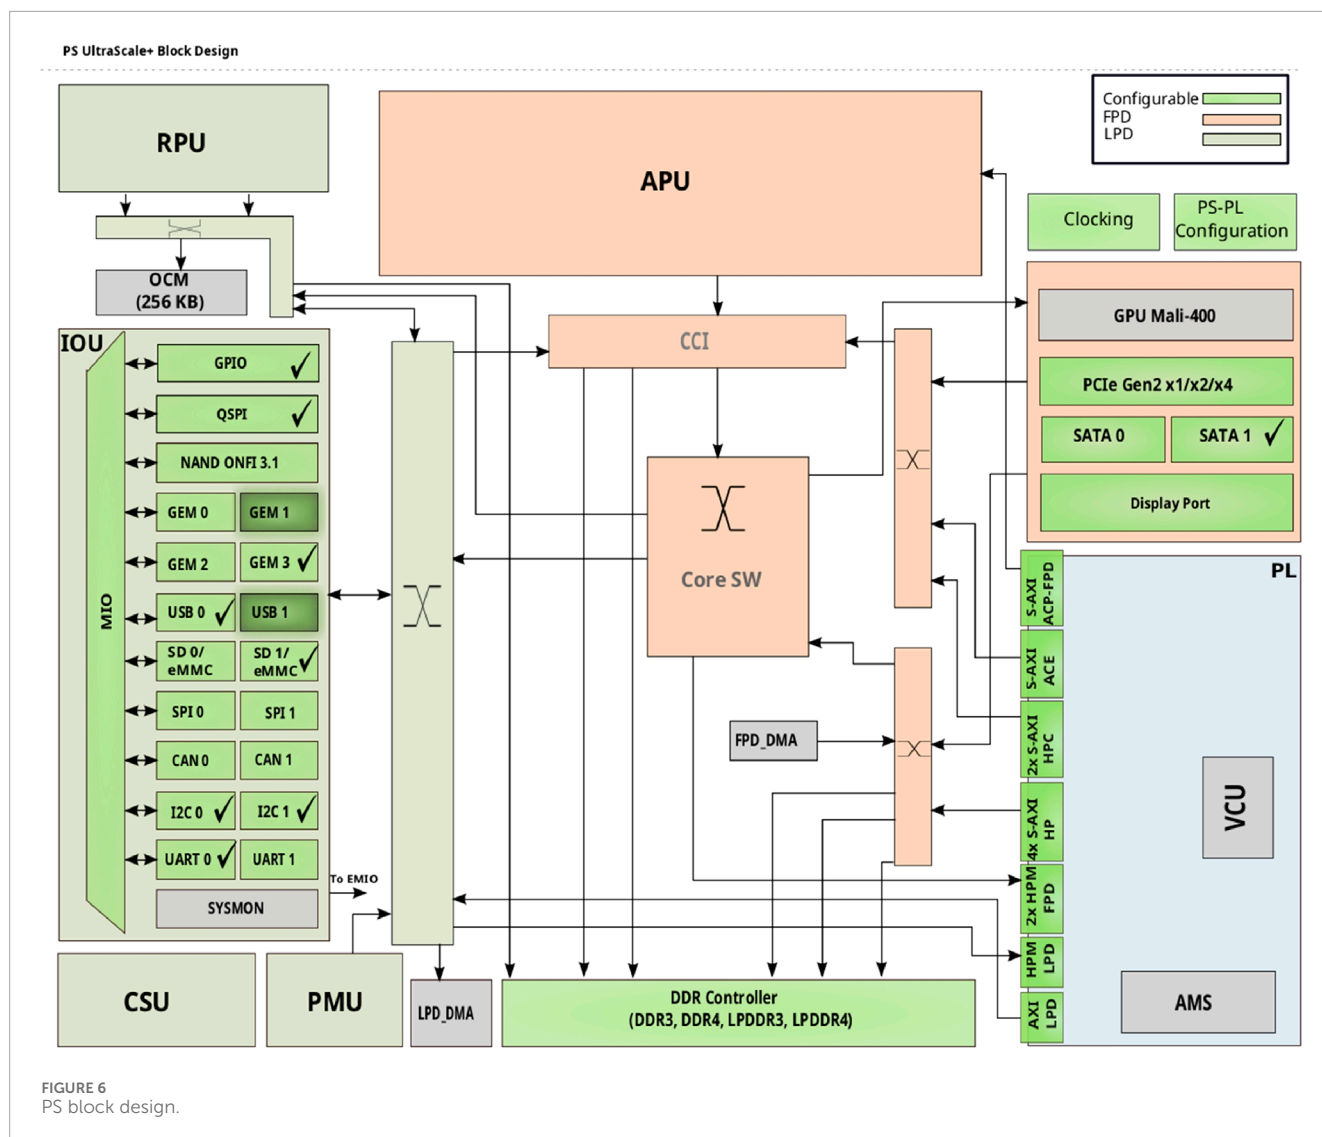 PS UltraScale+ Block Design
Configurable
FPD
LPD
RPU
APU
Clocking
PS-PL
Configuration
OCM
(256 KB)
CCI
GPU Mali-400
PCIe Gen2 x1/x2/x4
SATA 0
SATA 1
Display Port
IOU
MIO
GPIO
QSPI
NAND ONFI 3.1
GEM 0
GEM 1
GEM 2
GEM 3
USB 0
USB 1
SD 0/
eMMC
SD 1/
eMMC
SPI 0
SPI 1
CAN 0
CAN 1
I2C 0
I2C 1
UART 0
UART 1
SYSMON
To EMIO
Core SW
FPD_DMA
PL
S-AXI
ACP-FPD
S-AXI
ACE
2x S-AXI
HPC
4x S-AXI
HP
2x HPM
FPD
HPM
LPD
AXI
LPD
VCU
AMS
CSU
PMU
LPD_DMA
DDR Controller
(DDR3, DDR4, LPDDR3, LPDDR4)
FIGURE 6
PS block design.